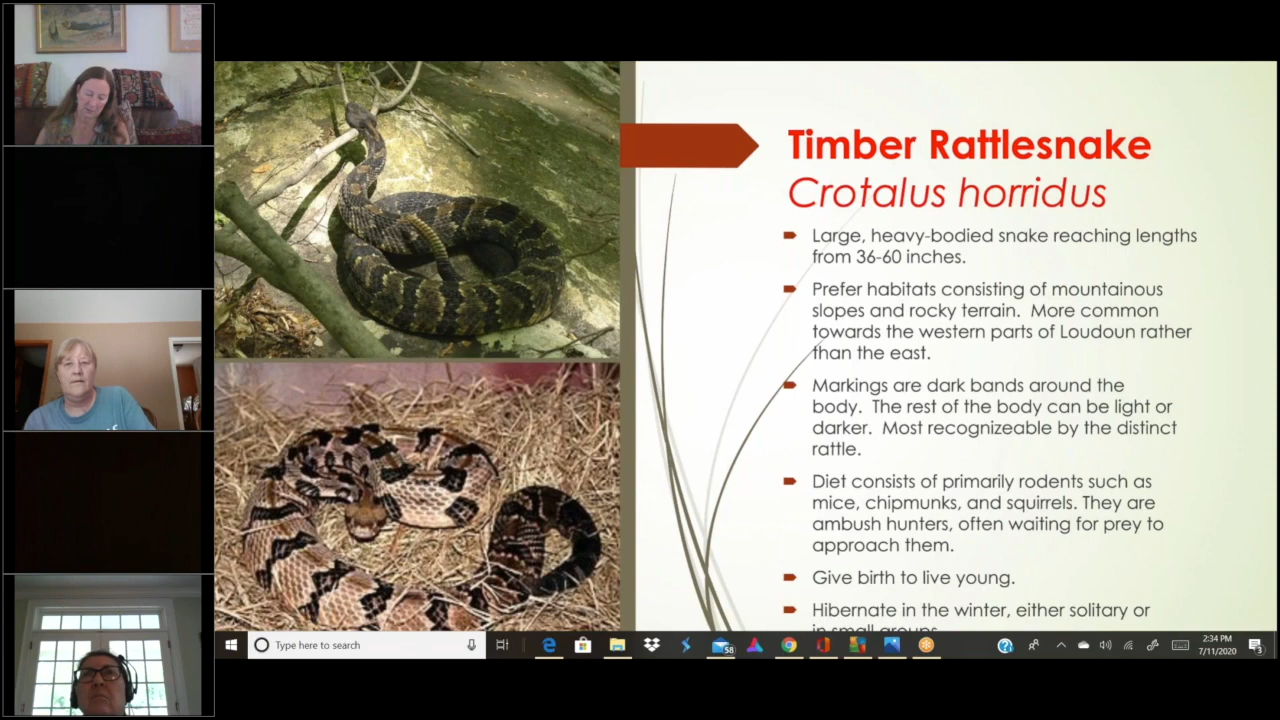 Timber Rattlesnake
Crotalus horridus
Large, heavy-bodied snake reaching lengths
from 36-60 inches.
Prefer habitats consisting of mountainous
slopes and rocky terrain. More common
towards the western parts of Loudoun rather
than the east.
Markings are dark bands around the
body. The rest of the body can be light or
darker. Most recognizeable by the distinct
rattle.
Diet consists of primarily rodents such as
mice, chipmunks, and squirrels. They are
ambush hunters, often waiting for prey to
approach them.
Give birth to live young.
Hibernate in the winter, either solitary or
in small groups
Type here to search
58
2:34 PM
7/11/2020
3